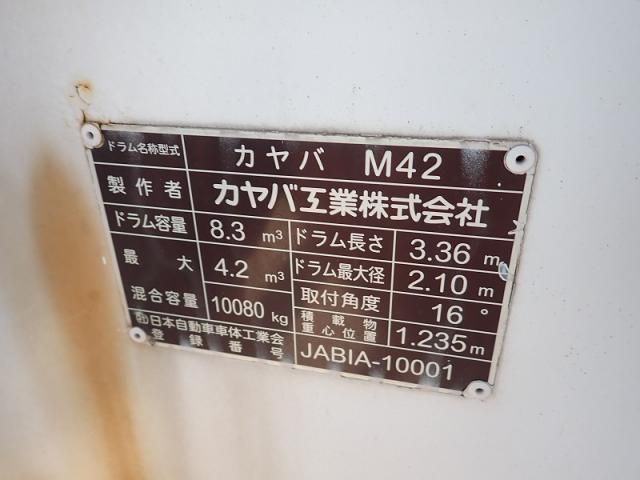 ドラム名称型式 カヤバ M42
製作者 カヤバ工業株式会社
ドラム容量 8.3 m³ ドラム長さ 3.36 m
最大 4.2 m³ ドラム最大径 2.10 m
混合容量 10080 kg 取付角度 16°
積載物重心位置 1.235 m
㈳日本自動車車体工業会
登録番号 JABIA-10001